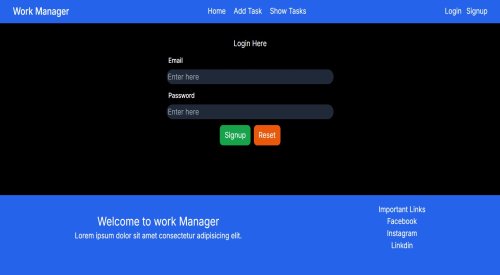 Work Manager Home Add Task Show Tasks Login Signup
Login Here
Email
Enter here
Password
Enter here
Signup Reset
Welcome to work Manager
Lorem ipsum dolor sit amet consectetur adipisicing elit.
Important Links
Facebook
Instagram
Linkdin